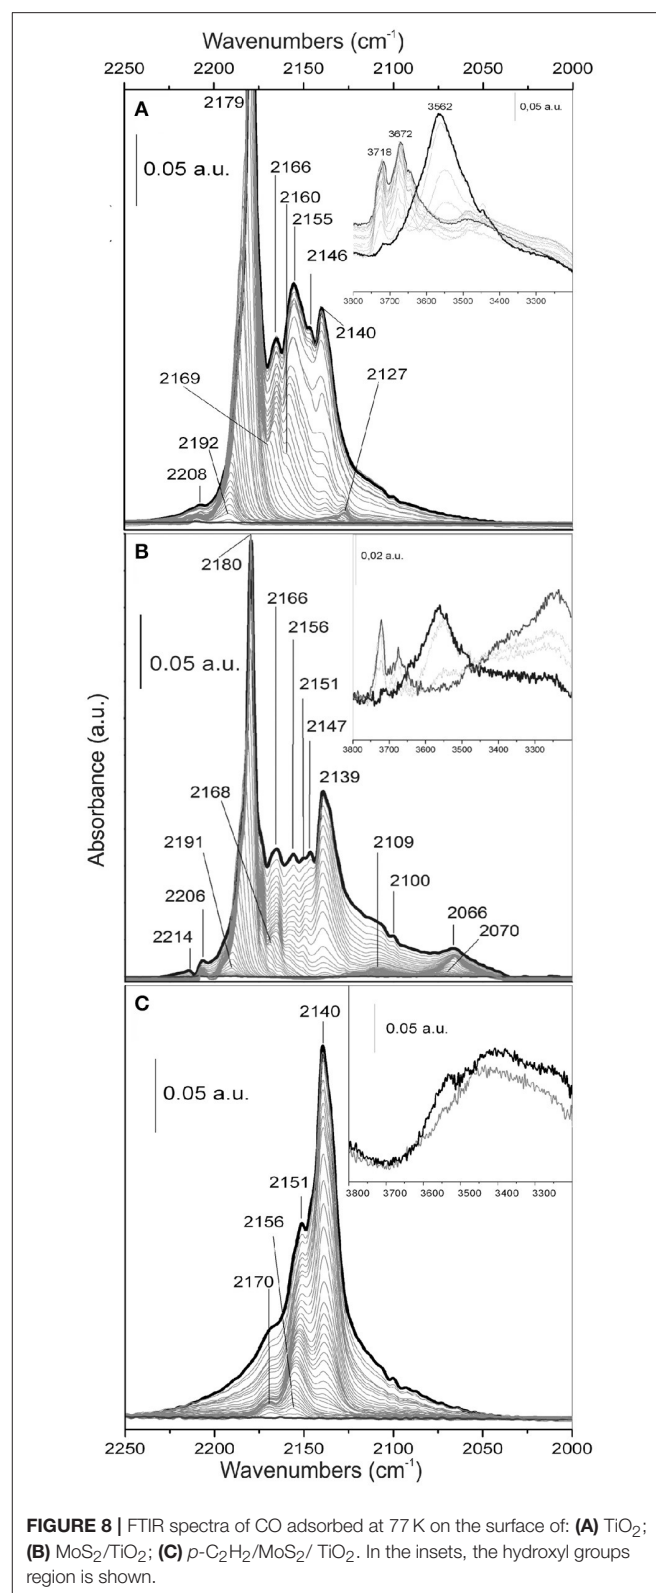 Wavenumbers (cm⁻¹)
2250 2200 2150 2100 2050 2000
A
2179
0.05 a.u.
2166
2160
2155
2146
2140
2169
2127
2192
2208
3562
0,05 a.u.
3672
3718
3800 3700 3600 3500 3400 3300
Absorbance (a.u.)
B
2180
0.05 a.u.
2166
2156
2151
2147
2139
2168
2109
2191
2100
2206
2066
2070
2214
0,02 a.u.
3800 3700 3600 3500 3400 3300
C
2140
0.05 a.u.
2151
2156
2170
0.05 a.u.
3800 3700 3600 3500 3400 3300
2250 2200 2150 2100 2050 2000
Wavenumbers (cm⁻¹)
FIGURE 8 | FTIR spectra of CO adsorbed at 77 K on the surface of: (A) TiO₂;
(B) MoS₂/TiO₂; (C) p-C₂H₂/MoS₂/ TiO₂. In the insets, the hydroxyl groups
region is shown.